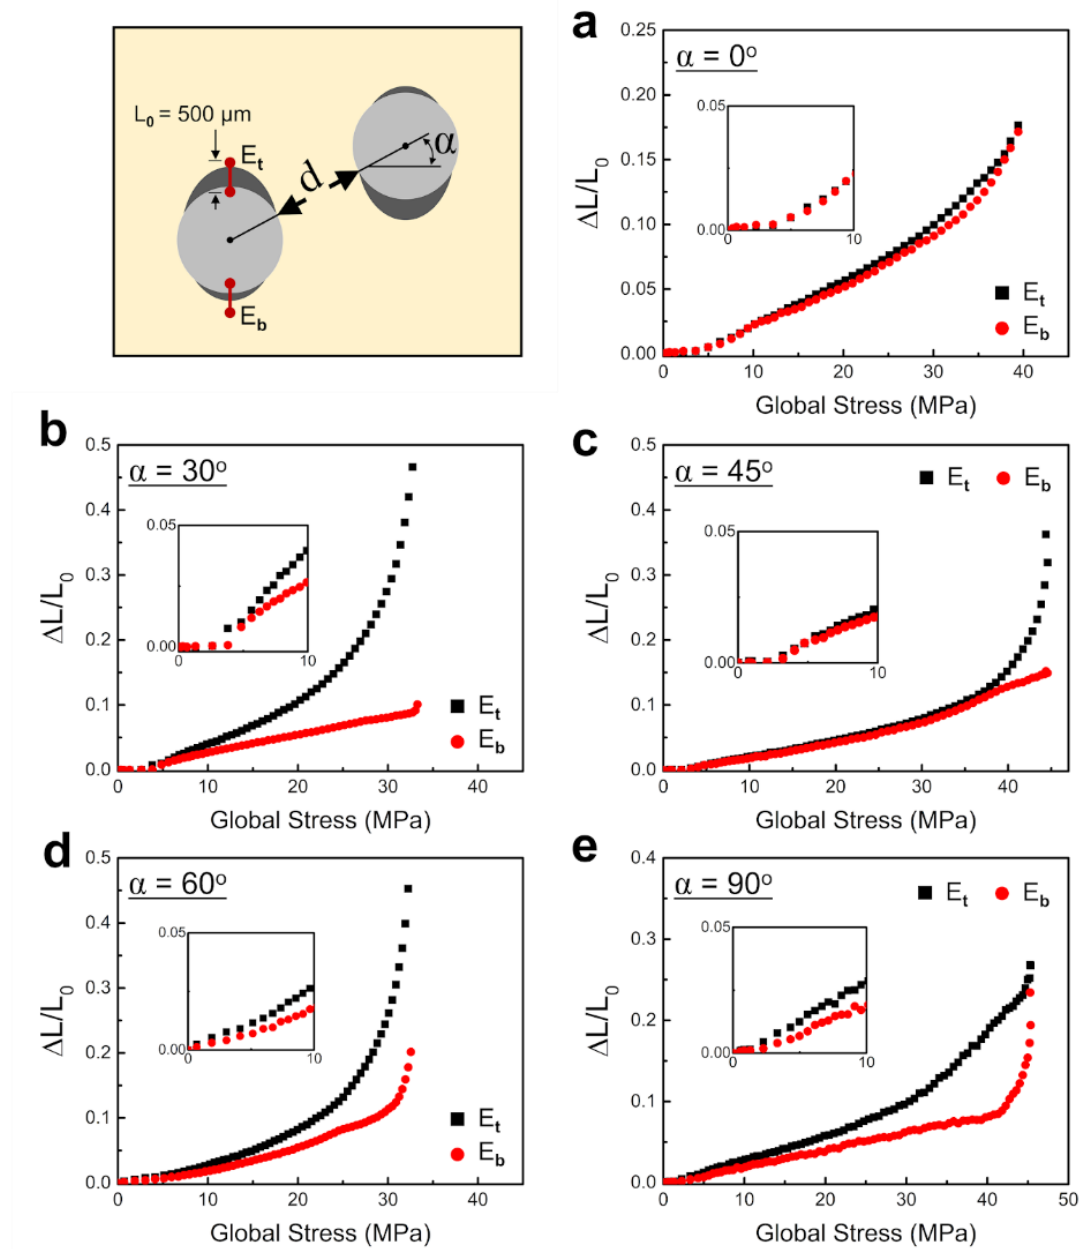 L₀ = 500 µm
Eₜ
α
d
E_b
a
α = 0°
0.25
0.20
0.15
0.10
0.05
0.00
ΔL/L₀
0.05
0.00
0 10
Eₜ
E_b
0 10 20 30 40
Global Stress (MPa)
b
α = 30°
0.5
0.4
0.3
0.2
0.1
0.0
ΔL/L₀
0.05
0.00
0 10
Eₜ
E_b
0 10 20 30 40
Global Stress (MPa)
c
α = 45°
Eₜ E_b
0.5
0.4
0.3
0.2
0.1
0.0
ΔL/L₀
0.05
0.00
0 10
0 10 20 30 40
Global Stress (MPa)
d
α = 60°
0.5
0.4
0.3
0.2
0.1
0.0
ΔL/L₀
0.05
0.00
0 10
Eₜ
E_b
0 10 20 30 40
Global Stress (MPa)
e
α = 90°
Eₜ E_b
0.4
0.3
0.2
0.1
0.0
ΔL/L₀
0.05
0.00
0 10
0 10 20 30 40 50
Global Stress (MPa)